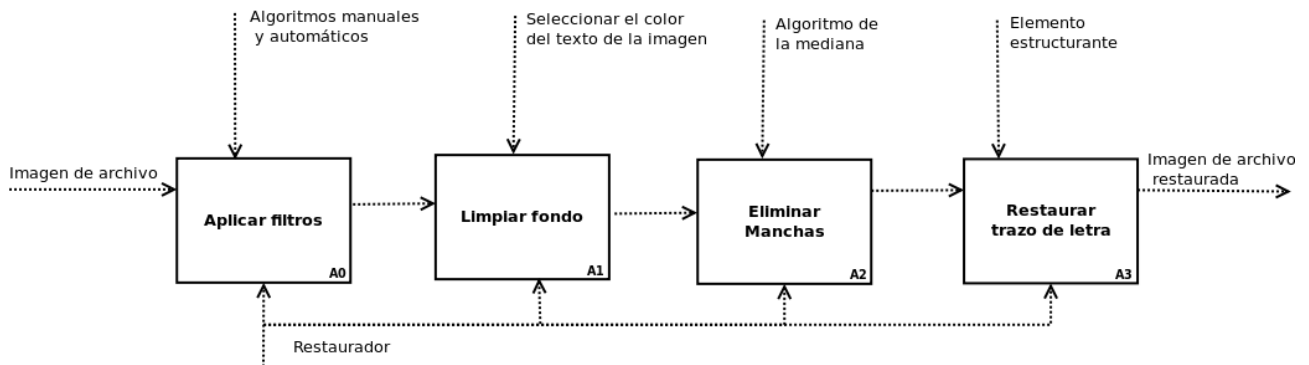 Algoritmos manuales
y automáticos
Seleccionar el color
del texto de la imagen
Algoritmo de
la mediana
Elemento
estructurante
Imagen de archivo
Aplicar filtros
A0
Limpiar fondo
A1
Eliminar
Manchas
A2
Restaurar
trazo de letra
A3
Imagen de archivo
restaurada
Restaurador